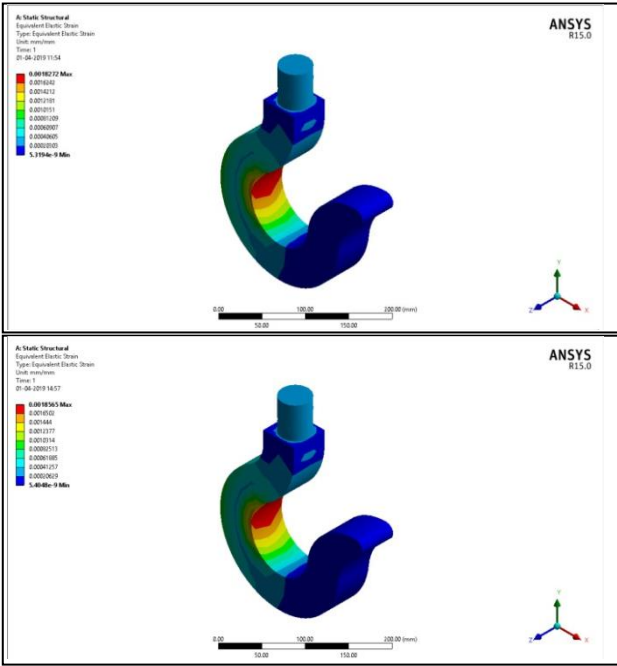 A: Static Structural
Equivalent Elastic Strain
Type: Equivalent Elastic Strain
Unit: mm/mm
Time: 1
01-04-2019 11:54
ANSYS
R15.0
0.0018272 Max
0.0016242
0.0014212
0.0012181
0.0010151
0.00081209
0.00060907
0.00040605
0.00020303
5.3194e-9 Min
0.00 100.00 200.00 (mm)
50.00 150.00
Y
Z X
A: Static Structural
Equivalent Elastic Strain
Type: Equivalent Elastic Strain
Unit: mm/mm
Time: 1
01-04-2019 14:57
ANSYS
R15.0
0.0018565 Max
0.0016502
0.001444
0.0012377
0.0010314
0.00082513
0.00061885
0.00041257
0.00020629
5.4048e-9 Min
0.00 100.00 200.00 (mm)
50.00 150.00
Y
Z X